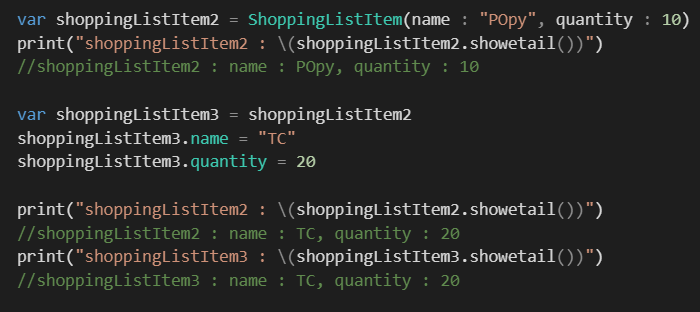 var shoppingListItem2 = ShoppingListItem(name : "POpy", quantity : 10)
print("shoppingListItem2 : \(shoppingListItem2.showetail())")
//shoppingListItem2 : name : POpy, quantity : 10
var shoppingListItem3 = shoppingListItem2
shoppingListItem3.name = "TC"
shoppingListItem3.quantity = 20
print("shoppingListItem2 : \(shoppingListItem2.showetail())")
//shoppingListItem2 : name : TC, quantity : 20
print("shoppingListItem3 : \(shoppingListItem3.showetail())")
//shoppingListItem3 : name : TC, quantity : 20